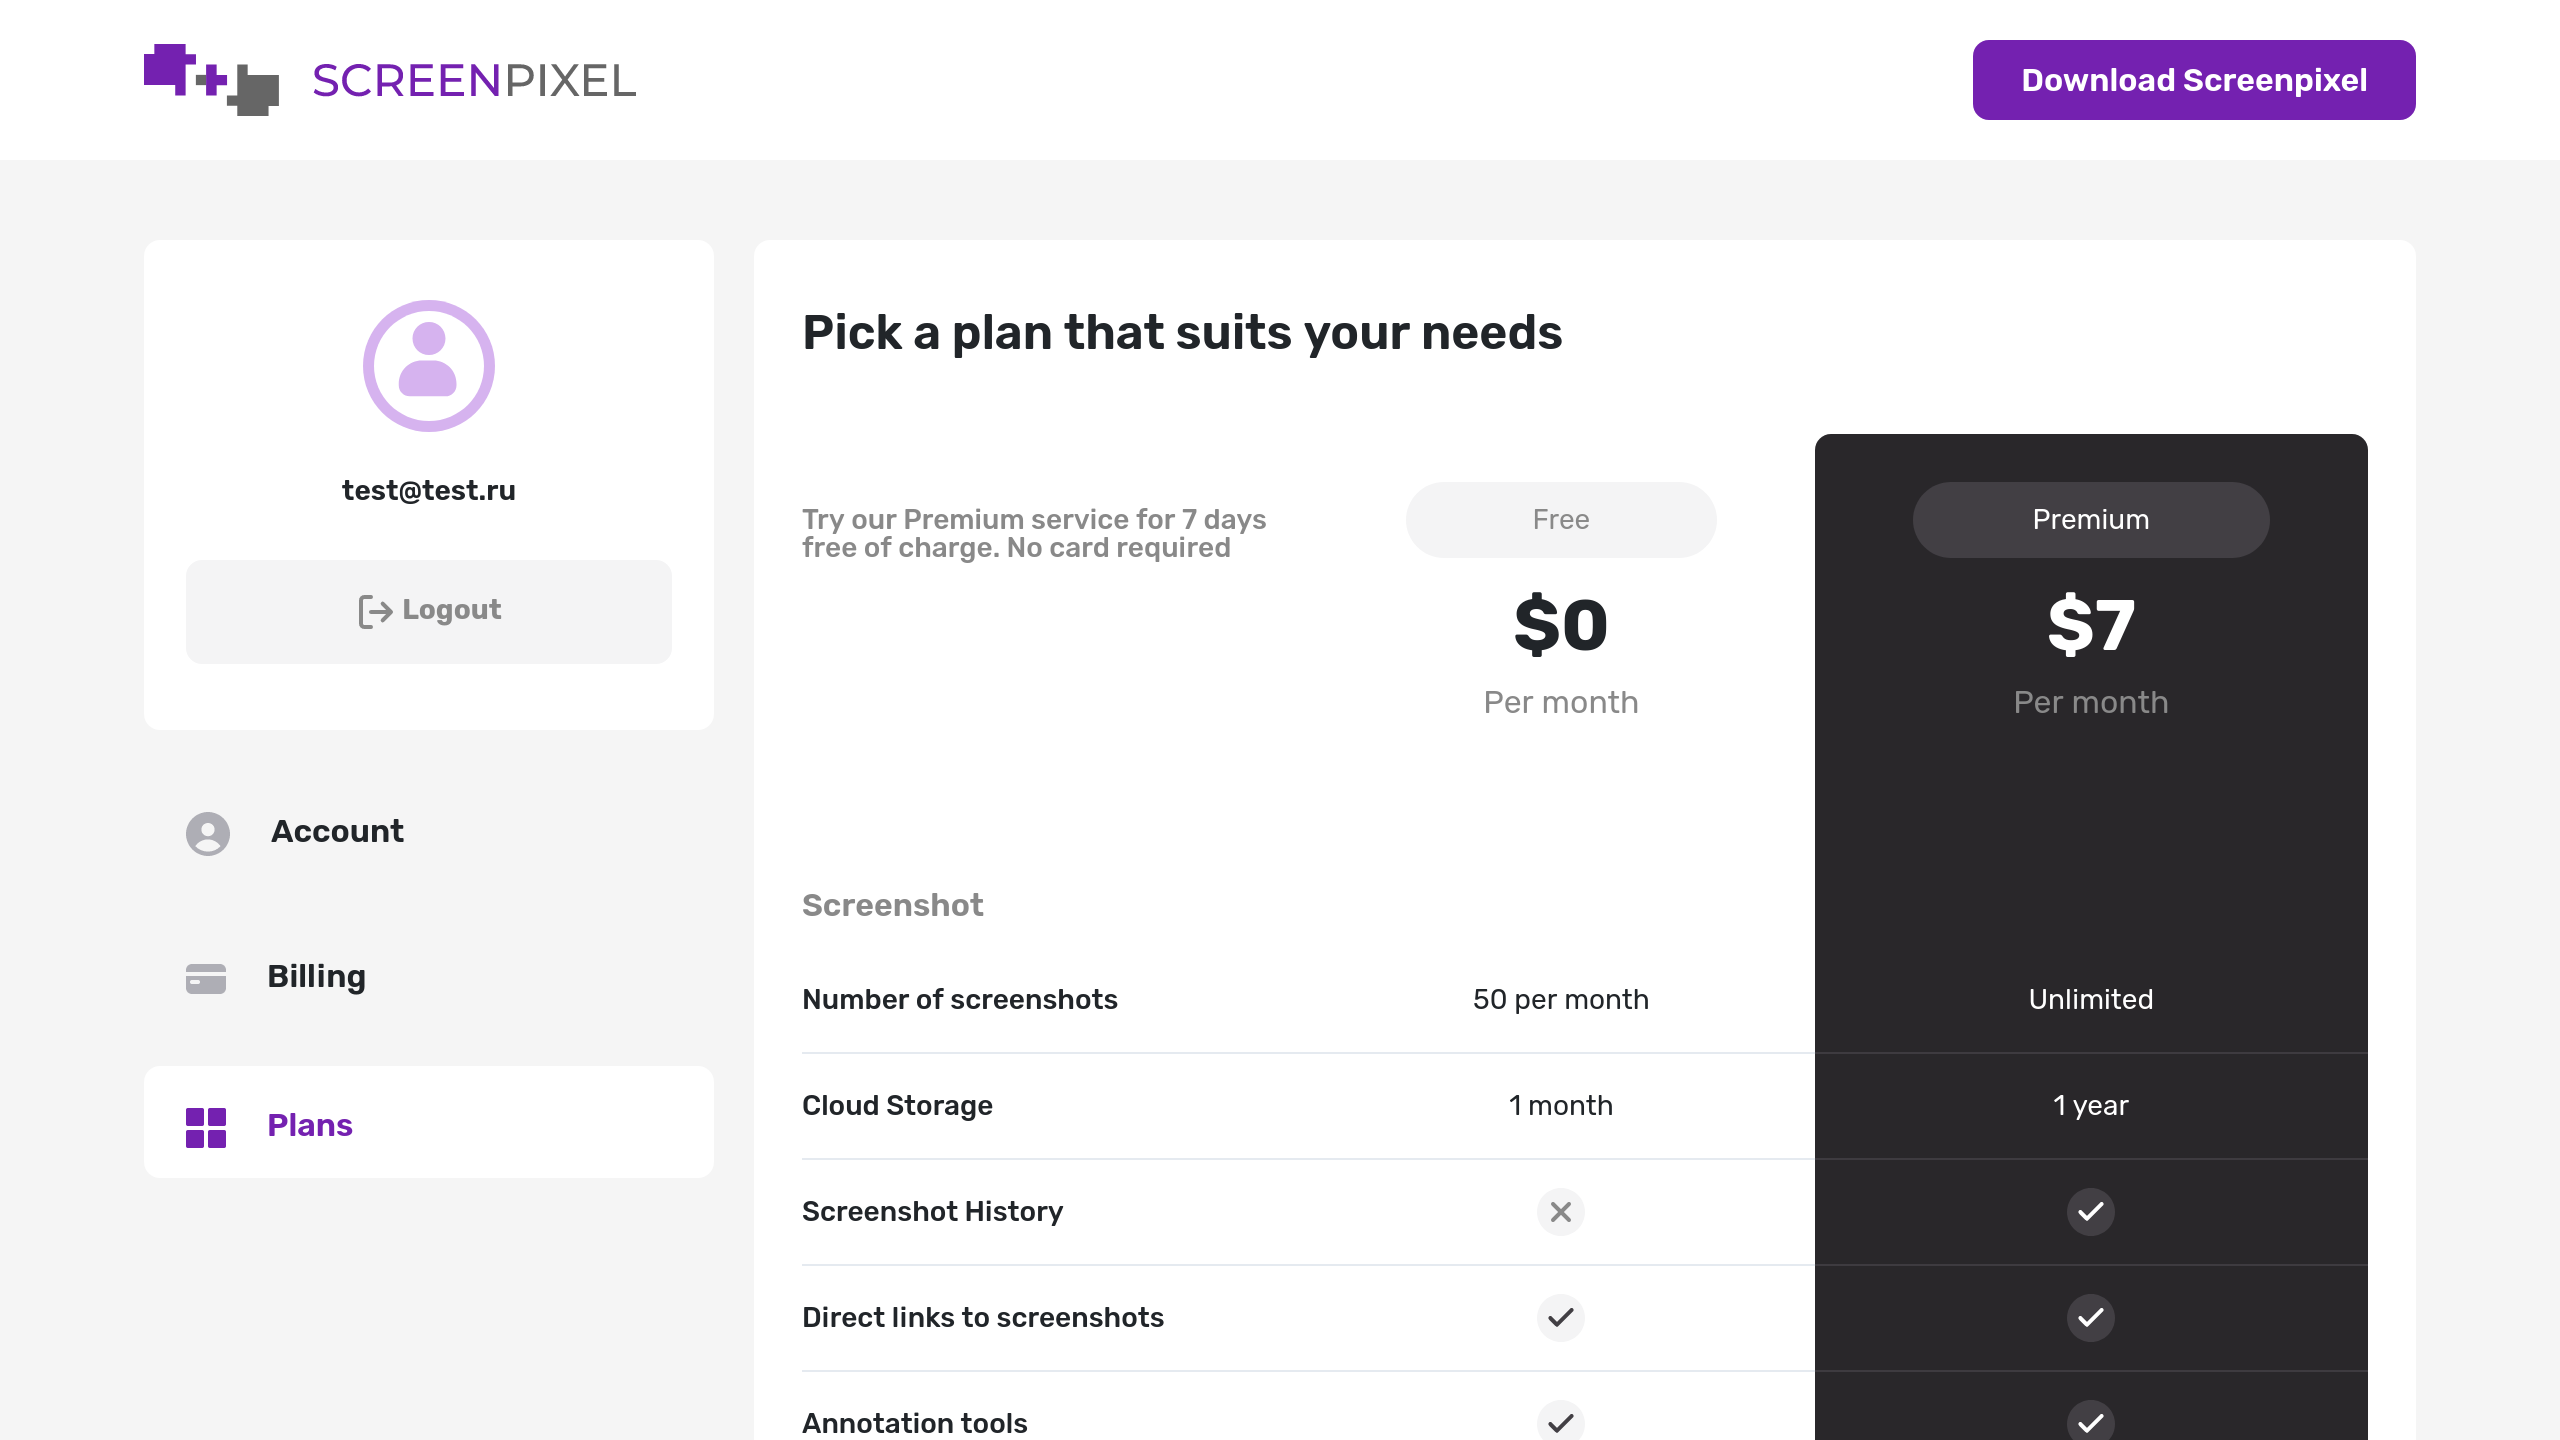 SCREENPIXEL
Download Screenpixel
test@test.ru
Logout
Account
Billing
Plans
Pick a plan that suits your needs
Try our Premium service for 7 days
free of charge. No card required
Free
Premium
$0
$7
Per month
Per month
Screenshot
Number of screenshots
50 per month
Unlimited
Cloud Storage
1 month
1 year
Screenshot History
Direct links to screenshots
Annotation tools